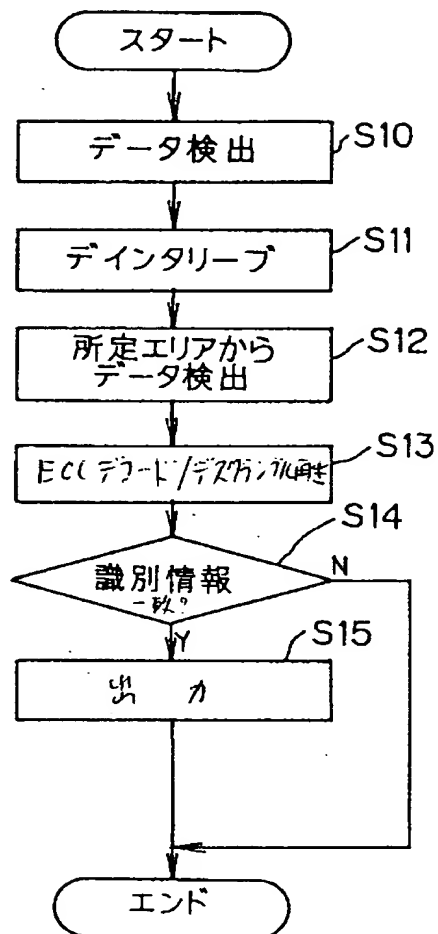 スタート
データ検出
S10
デインタリーブ
S11
所定エリアから
データ検出
S12
ECCデコード/デスクランブル解き
S13
S14
識別情報
一致?
N
Y
S15
出力
エンド